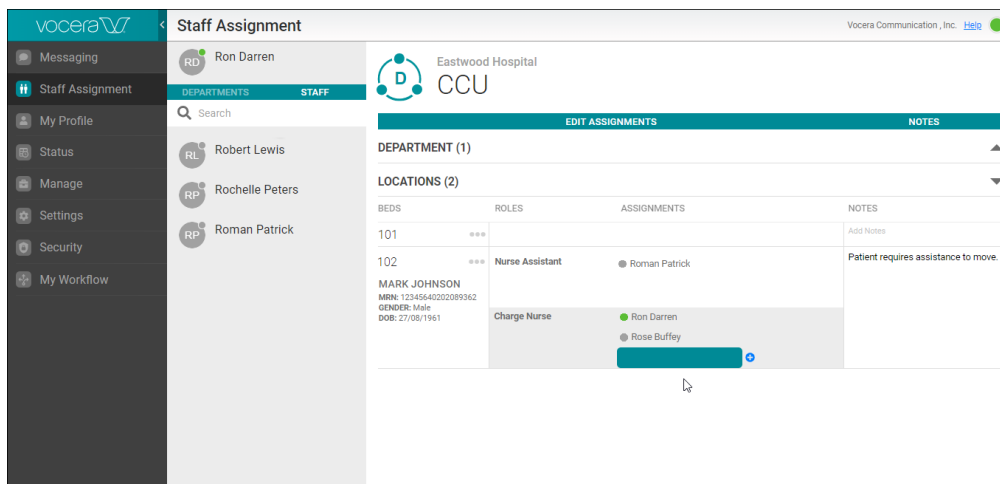 vocera
Staff Assignment
Vocera Communication , Inc. Help
Messaging
Staff Assignment
My Profile
Status
Manage
Settings
Security
My Workflow
RD Ron Darren
DEPARTMENTS STAFF
Search
RL Robert Lewis
RP Rochelle Peters
RP Roman Patrick
D
Eastwood Hospital
CCU
EDIT ASSIGNMENTS NOTES
DEPARTMENT (1)
LOCATIONS (2)
BEDS ROLES ASSIGNMENTS NOTES
101 Add Notes
102 Nurse Assistant Roman Patrick Patient requires assistance to move.
MARK JOHNSON
MRN: 12345640202089362
GENDER: Male
DOB: 27/08/1961
Charge Nurse Ron Darren
Rose Buffey